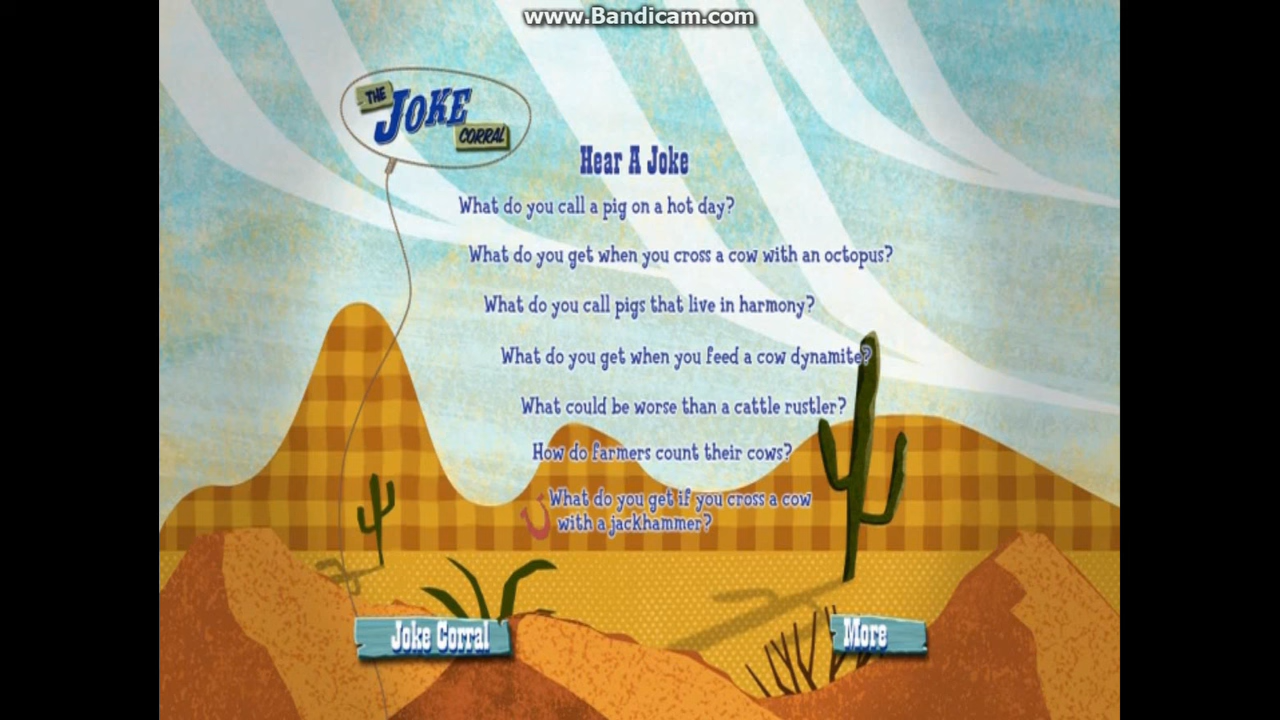 www.Bandicam.com
THE
JOKE
CORRAL
Hear A Joke
What do you call a pig on a hot day?
What do you get when you cross a cow with an octopus?
What do you call pigs that live in harmony?
What do you get when you feed a cow dynamite?
What could be worse than a cattle rustler?
How do farmers count their cows?
What do you get if you cross a cow
with a jackhammer?
Joke Corral
More